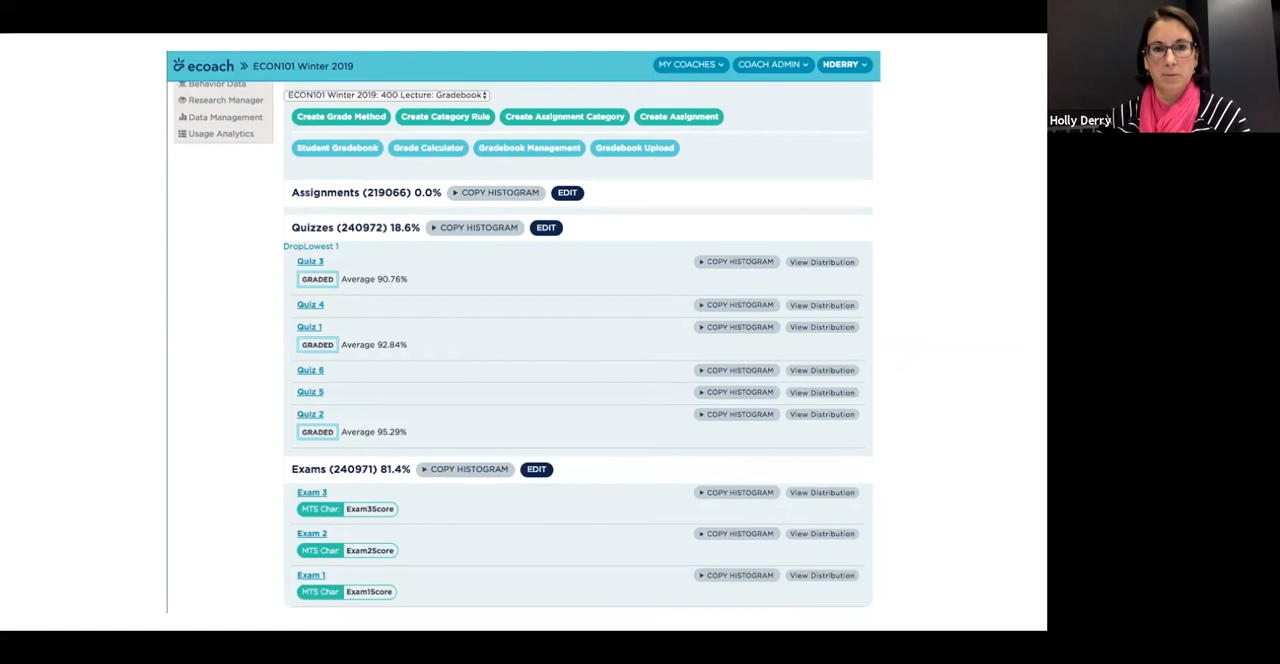 ecoach » ECON101 Winter 2019 MY COACHES COACH ADMIN HDERRY
Behavior Data
Research Manager
Data Management
Usage Analytics
ECON101 Winter 2019: 400 Lecture: Gradebook
Create Grade Method Create Category Rule Create Assignment Category Create Assignment
Student Gradebook Grade Calculator Gradebook Management Gradebook Upload
Assignments (219066) 0.0% COPY HISTOGRAM EDIT
Quizzes (240972) 18.6% COPY HISTOGRAM EDIT
DropLowest 1
Quiz 3 COPY HISTOGRAM View Distribution
GRADED Average 90.76%
Quiz 4 COPY HISTOGRAM View Distribution
Quiz 1 COPY HISTOGRAM View Distribution
GRADED Average 92.84%
Quiz 6 COPY HISTOGRAM View Distribution
Quiz 5 COPY HISTOGRAM View Distribution
Quiz 2 COPY HISTOGRAM View Distribution
GRADED Average 95.29%
Exams (240971) 81.4% COPY HISTOGRAM EDIT
Exam 3 COPY HISTOGRAM View Distribution
MTS Char: Exam3Score
Exam 2 COPY HISTOGRAM View Distribution
MTS Char: Exam2Score
Exam 1 COPY HISTOGRAM View Distribution
MTS Char: Exam1Score
Holly Derry